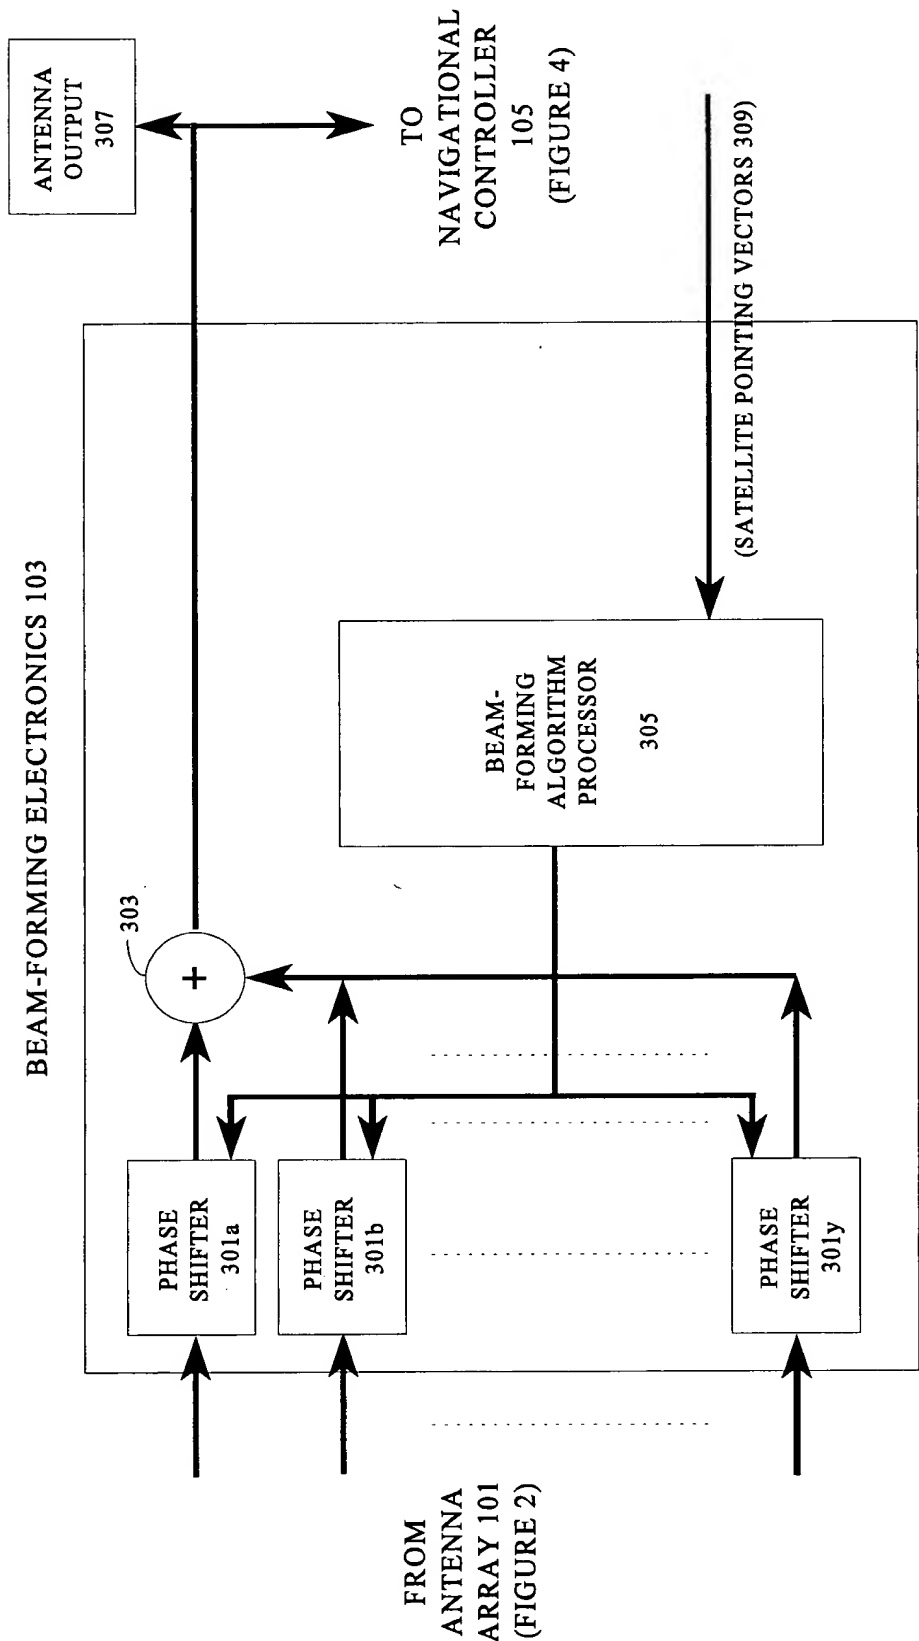 BEAM-FORMING ELECTRONICS 103
FROM
ANTENNA
ARRAY 101
(FIGURE 2)
PHASE
SHIFTER
301a
PHASE
SHIFTER
301b
PHASE
SHIFTER
301y
303
+
BEAM-
FORMING
ALGORITHM
PROCESSOR
305
ANTENNA
OUTPUT
307
TO
NAVIGATIONAL
CONTROLLER
105
(FIGURE 4)
(SATELLITE POINTING VECTORS 309)